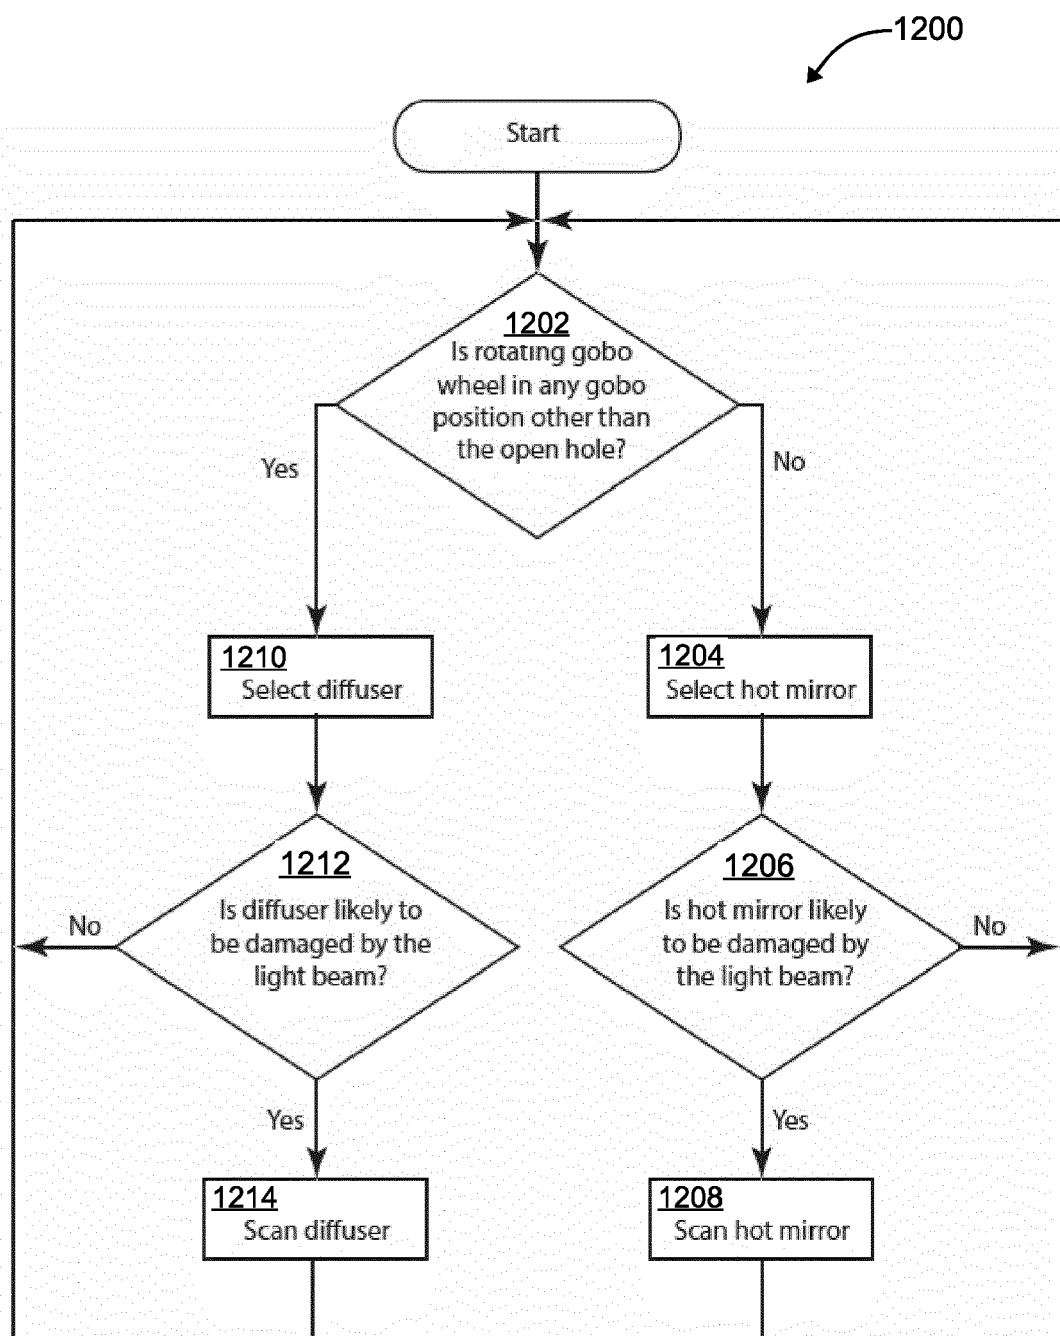 1200
Start
1202
Is rotating gobo
wheel in any gobo
position other than
the open hole?
Yes
No
1210
Select diffuser
1204
Select hot mirror
1212
Is diffuser likely to
be damaged by the
light beam?
No
1206
Is hot mirror likely
to be damaged by
the light beam?
No
Yes
Yes
1214
Scan diffuser
1208
Scan hot mirror